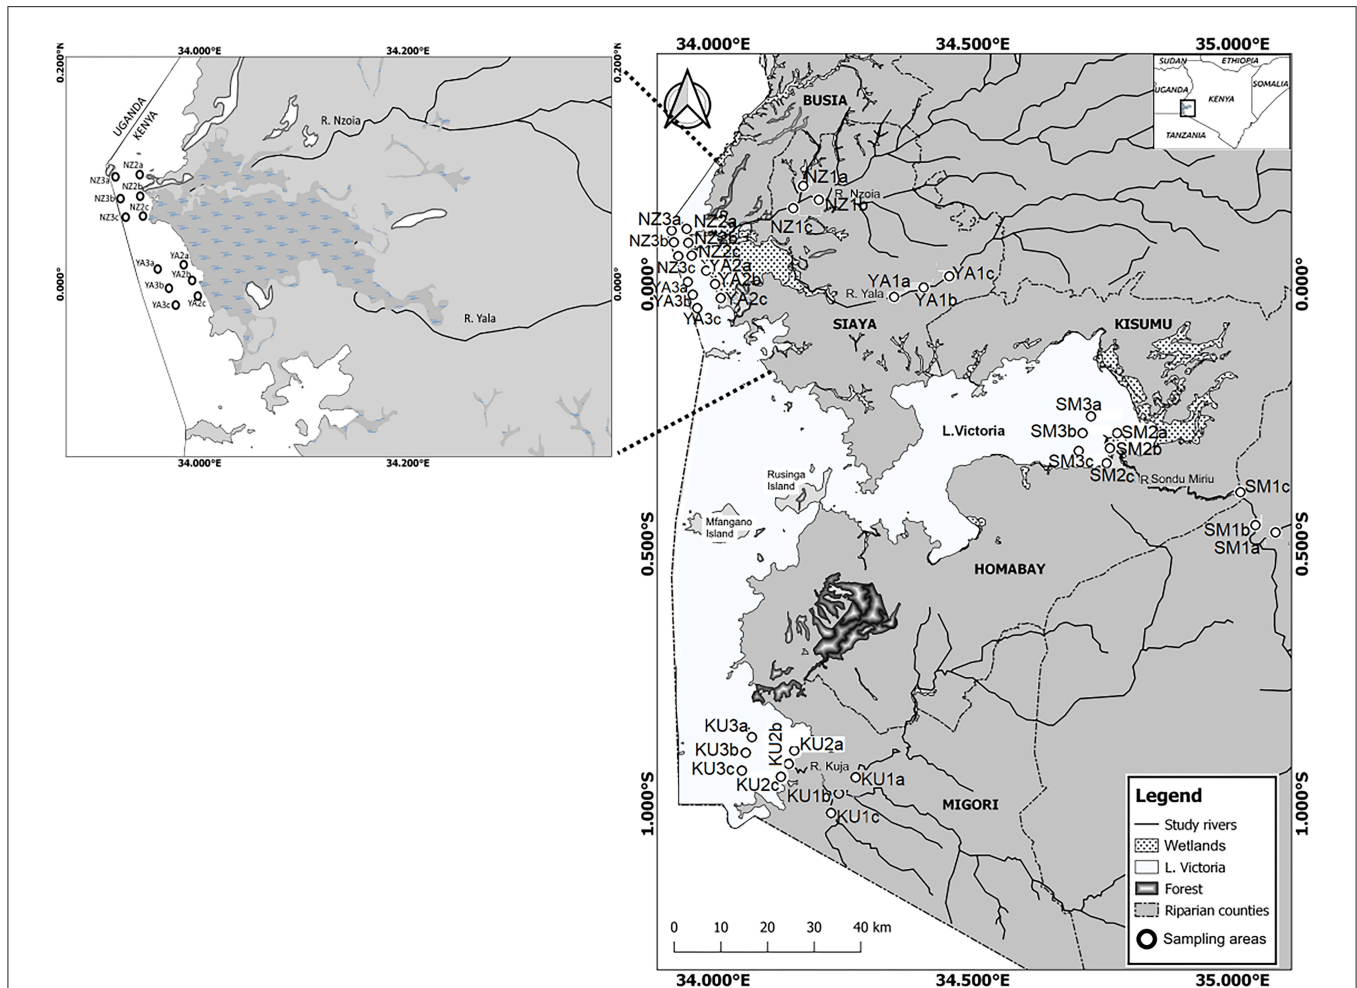 34.000°E 34.200°E
0.200°N 0.200°N
UGANDA
KENYA
R. Nzoia
NZ2a
NZ3a
NZ2b
NZ3b
NZ2c
NZ3c
YA2a
YA3a
YA2b
YA3b
YA2c
YA3c
R. Yala
0.000°E 0.000°E
34.000°E 34.200°E
34.000°E 34.500°E 35.000°E
SUDAN ETHIOPIA
UGANDA
KENYA
SOMALIA
TANZANIA
BUSIA
NZ1a
R. Nzoia
NZ1b
NZ1c
NZ3a NZ2a
NZ3b NZ2b
NZ2c
NZ3c YA2a
YA2b
YA3a
YA2c
YA3b
YA3c
YA1a
YA1c
YA1b
R. Yala
0.000°E 0.000°E
SIAYA
KISUMU
SM3a
L.Victoria
SM3b SM2a
SM2b
SM3c
SM2c
R Sondu Miriu
SM1c
SM1b
SM1a
Rusinga
Island
Mfangano
Island
0.500°S 0.500°S
HOMABAY
KU3a
KU2b
KU2a
KU3b
KU3c
R. Kuja
KU2c
KU1a
KU1b
KU1c
MIGORI
1.000°S 1.000°S
Legend
Study rivers
Wetlands
L. Victoria
Forest
Riparian counties
Sampling areas
0 10 20 30 40 km
34.000°E 34.500°E 35.000°E